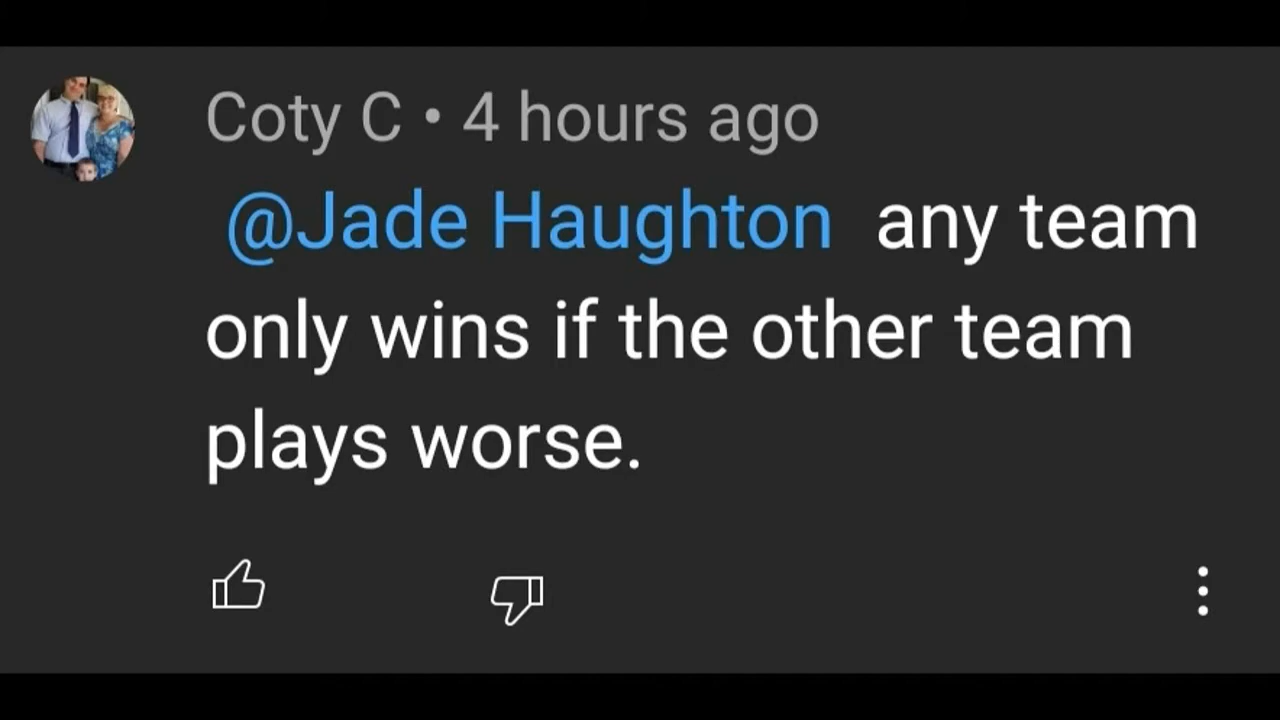 Coty C • 4 hours ago
@Jade Haughton any team
only wins if the other team
plays worse.